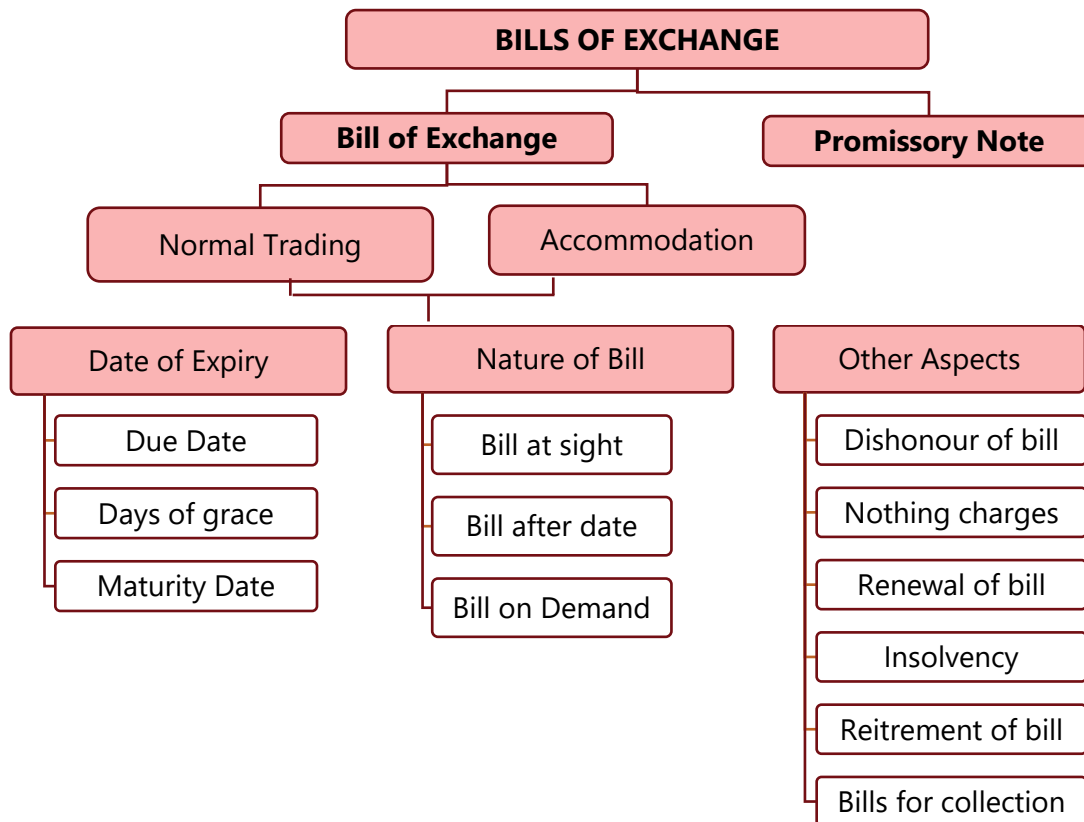 BILLS OF EXCHANGE
Bill of Exchange
Promissory Note
Normal Trading
Accommodation
Date of Expiry
Due Date
Days of grace
Maturity Date
Nature of Bill
Bill at sight
Bill after date
Bill on Demand
Other Aspects
Dishonour of bill
Nothing charges
Renewal of bill
Insolvency
Reitrement of bill
Bills for collection